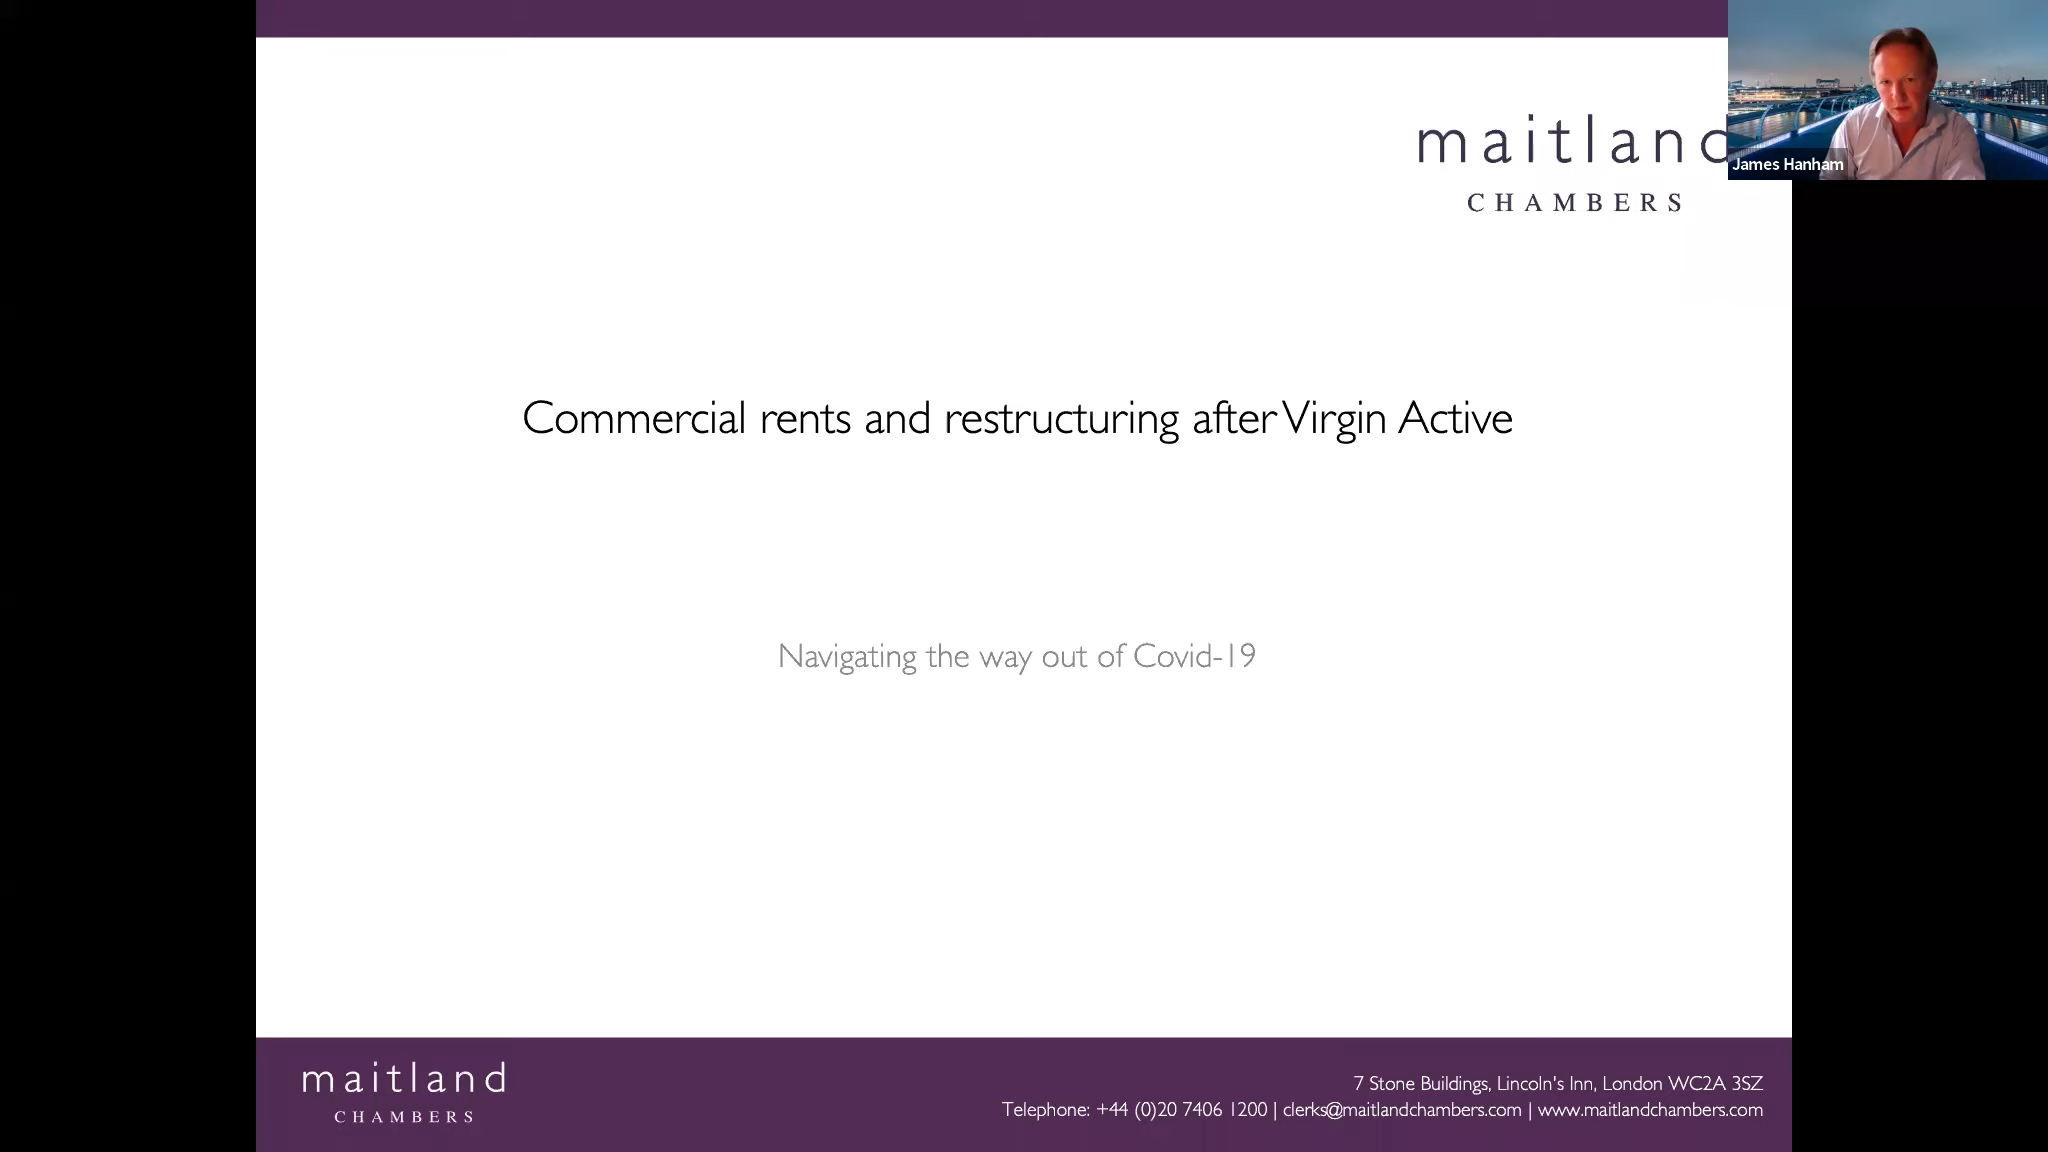 maitland
CHAMBERS
James Hanham
Commercial rents and restructuring after Virgin Active
Navigating the way out of Covid-19
maitland
CHAMBERS
7 Stone Buildings, Lincoln's Inn, London WC2A 3SZ
Telephone: +44 (0)20 7406 1200 | clerks@maitlandchambers.com | www.maitlandchambers.com